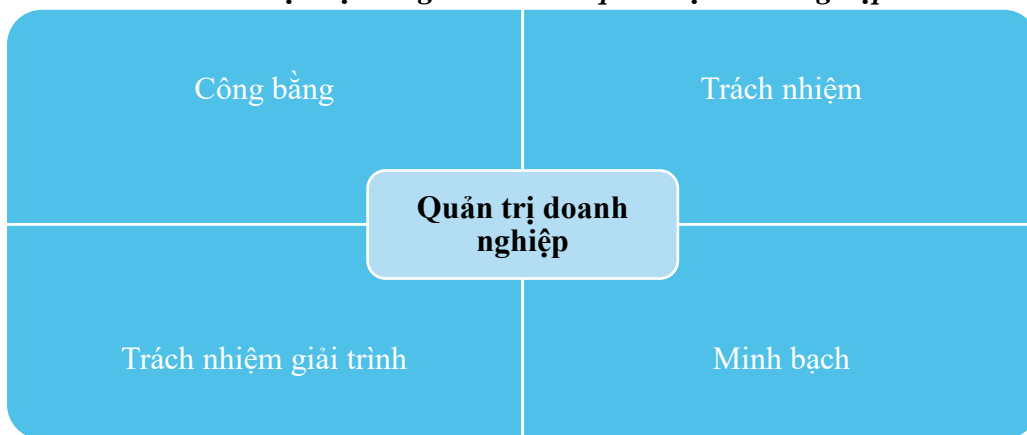 Công bằng
Trách nhiệm
Quản trị doanh
nghiệp
Trách nhiệm giải trình
Minh bạch